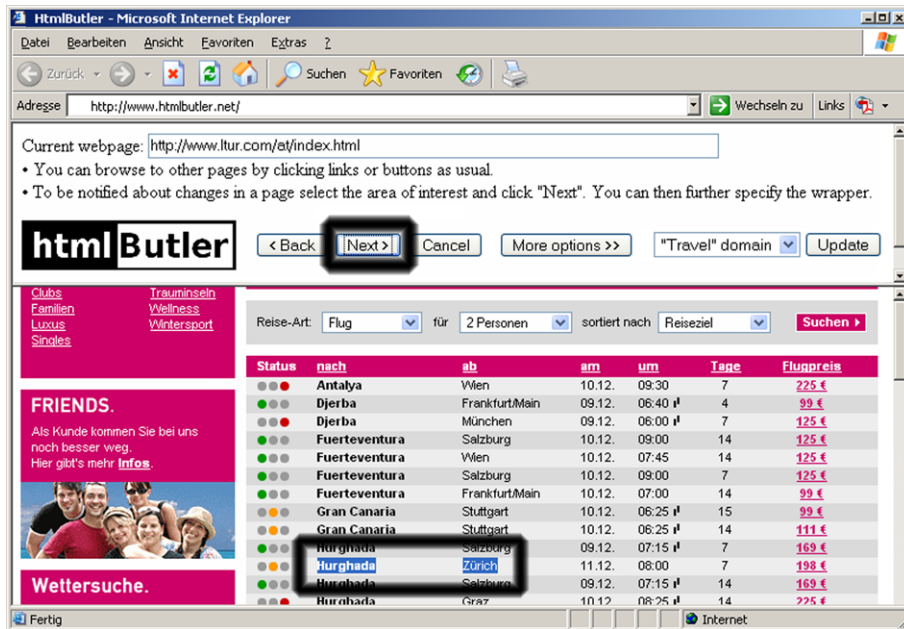 HtmlButler - Microsoft Internet Explorer
Datei Bearbeiten Ansicht Favoriten Extras ?
Zurück Suchen Favoriten
Adresse http://www.htmlbutler.net/ Wechseln zu Links
Current webpage: http://www.ltur.com/at/index.html
• You can browse to other pages by clicking links or buttons as usual.
• To be notified about changes in a page select the area of interest and click "Next". You can then further specify the wrapper.
html Butler < Back Next > Cancel More options >> "Travel" domain Update
Clubs Trauminseln
Familien Wellness
Luxus Wintersport
Singles
Reise-Art: Flug für 2 Personen sortiert nach Reiseziel Suchen
Status nach ab am um Tage Flugpreis
Antalya Wien 10.12. 09:30 7 225 €
Djerba Frankfurt/Main 09.12. 06:40 4 99 €
Djerba München 09.12. 06:00 7 125 €
Fuerteventura Salzburg 10.12. 09:00 14 125 €
Fuerteventura Wien 10.12. 07:45 14 125 €
Fuerteventura Salzburg 10.12. 09:00 7 125 €
Fuerteventura Frankfurt/Main 10.12. 07:00 14 99 €
Gran Canaria Stuttgart 10.12. 06:25 15 99 €
Gran Canaria Stuttgart 10.12. 06:25 14 111 €
Hurghada Salzburg 09.12. 07:15 7 169 €
Hurghada Zürich 11.12. 08:00 7 198 €
Hurghada Salzburg 09.12. 07:15 14 169 €
Hurghada Graz 10.12. 08:25 14 225 €
FRIENDS.
Als Kunde kommen Sie bei uns
noch besser weg.
Hier gibt's mehr Infos.
Wettersuche.
Fertig Internet